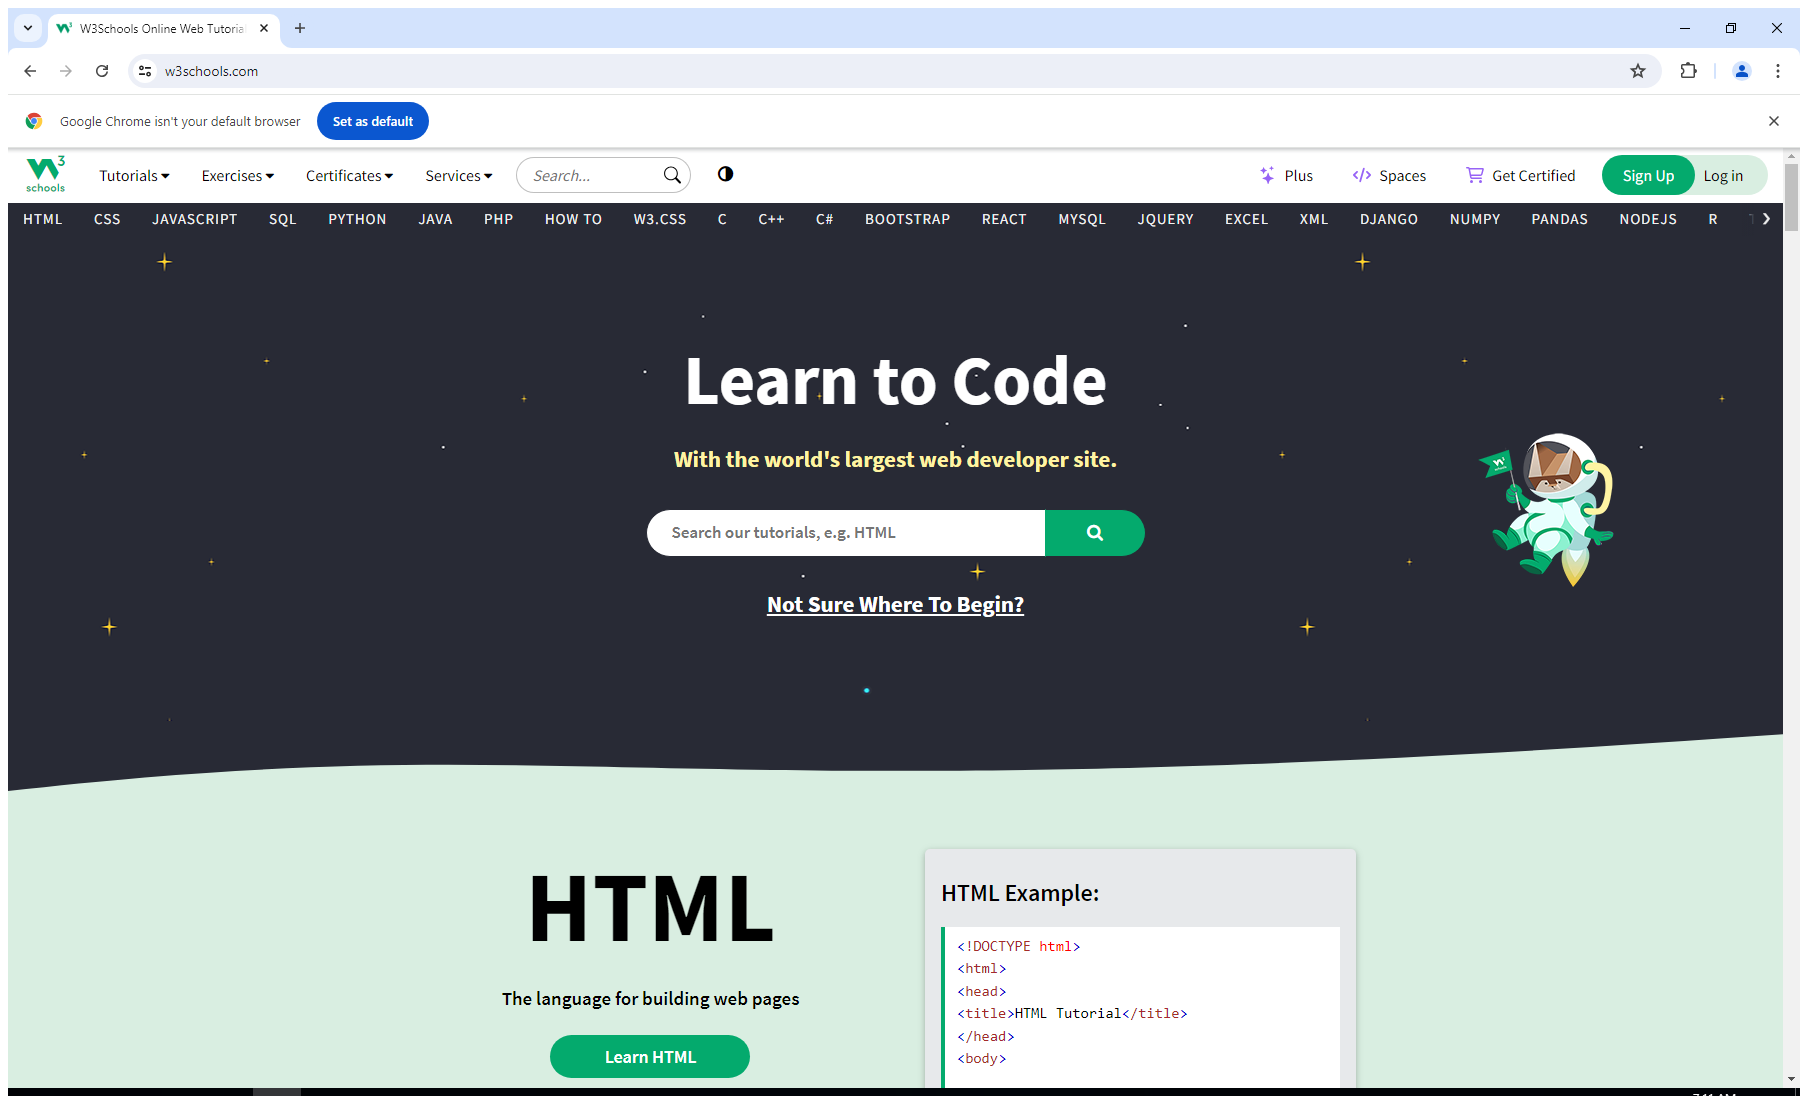 W3Schools Online Web Tutorial
w3schools.com
Google Chrome isn't your default browser
Set as default
W3 schools
Tutorials Exercises Certificates Services Search... Plus Spaces Get Certified Sign Up Log in
HTML CSS JAVASCRIPT SQL PYTHON JAVA PHP HOW TO W3.CSS C C++ C# BOOTSTRAP REACT MYSQL JQUERY EXCEL XML DJANGO NUMPY PANDAS NODEJS R
Learn to Code
With the world's largest web developer site.
Search our tutorials, e.g. HTML
Not Sure Where To Begin?
HTML
The language for building web pages
Learn HTML
HTML Example:
<!DOCTYPE html>
<html>
<head>
<title>HTML Tutorial</title>
</head>
<body>